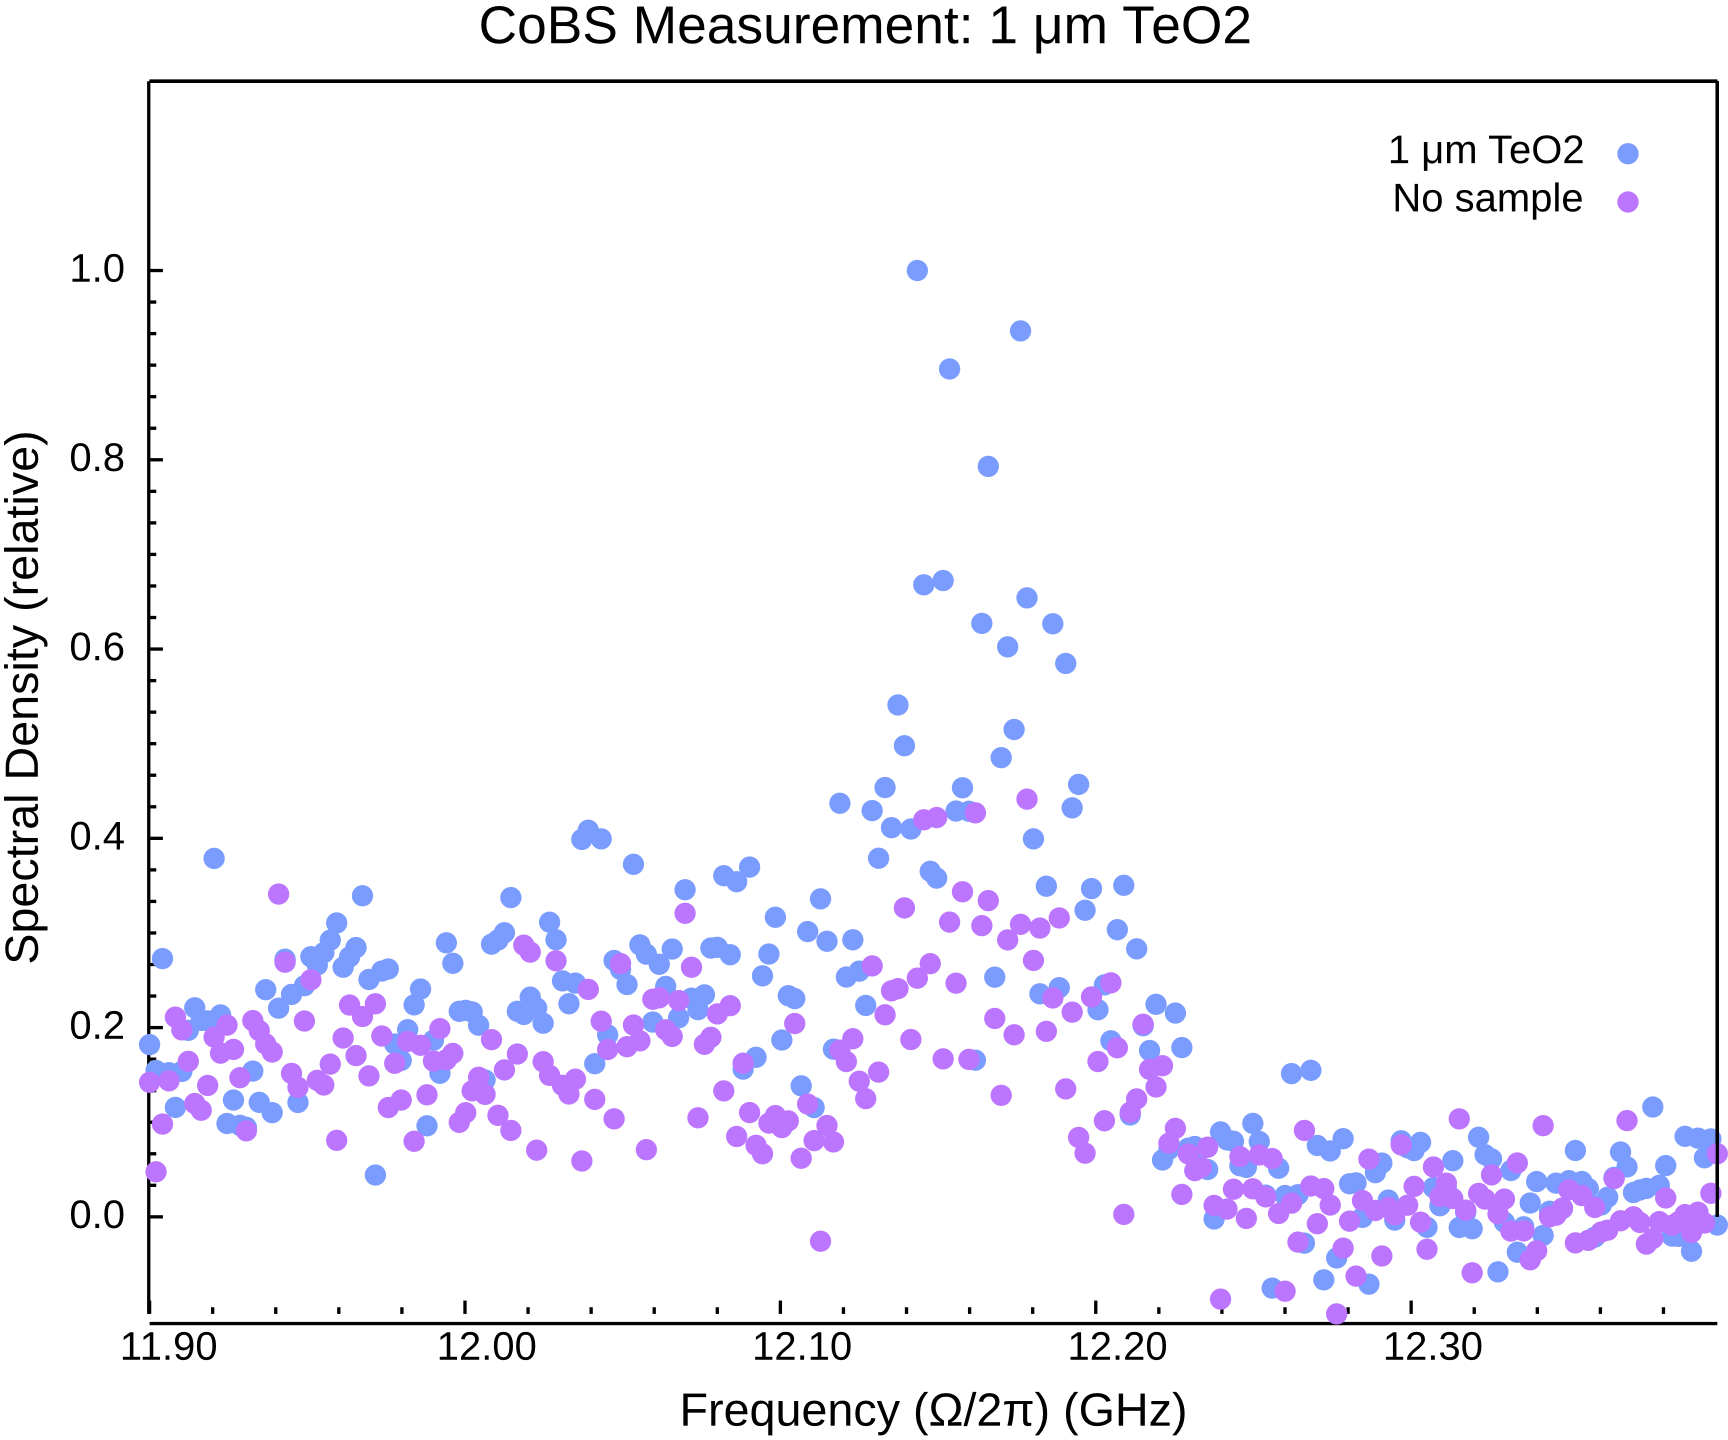 CoBS Measurement: 1 μm TeO2
1 μm TeO2
No sample
1.0
0.8
0.6
0.4
0.2
0.0
Spectral Density (relative)
11.90 12.00 12.10 12.20 12.30
Frequency (Ω/2π) (GHz)